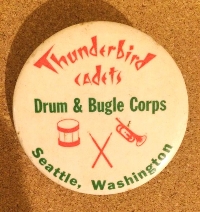 Thunderbird
cadets
Drum & Bugle Corps
Seattle, Washington